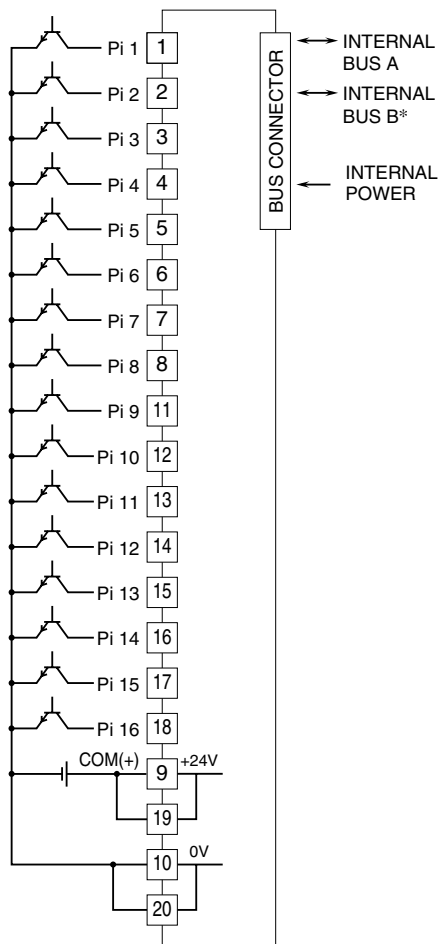 Pi 1 1
Pi 2 2
Pi 3 3
Pi 4 4
Pi 5 5
Pi 6 6
Pi 7 7
Pi 8 8
Pi 9 11
Pi 10 12
Pi 11 13
Pi 12 14
Pi 13 15
Pi 14 16
Pi 15 17
Pi 16 18
COM(+) 9 +24V
19
10 0V
20
BUS CONNECTOR
INTERNAL
BUS A
INTERNAL
BUS B*
INTERNAL
POWER